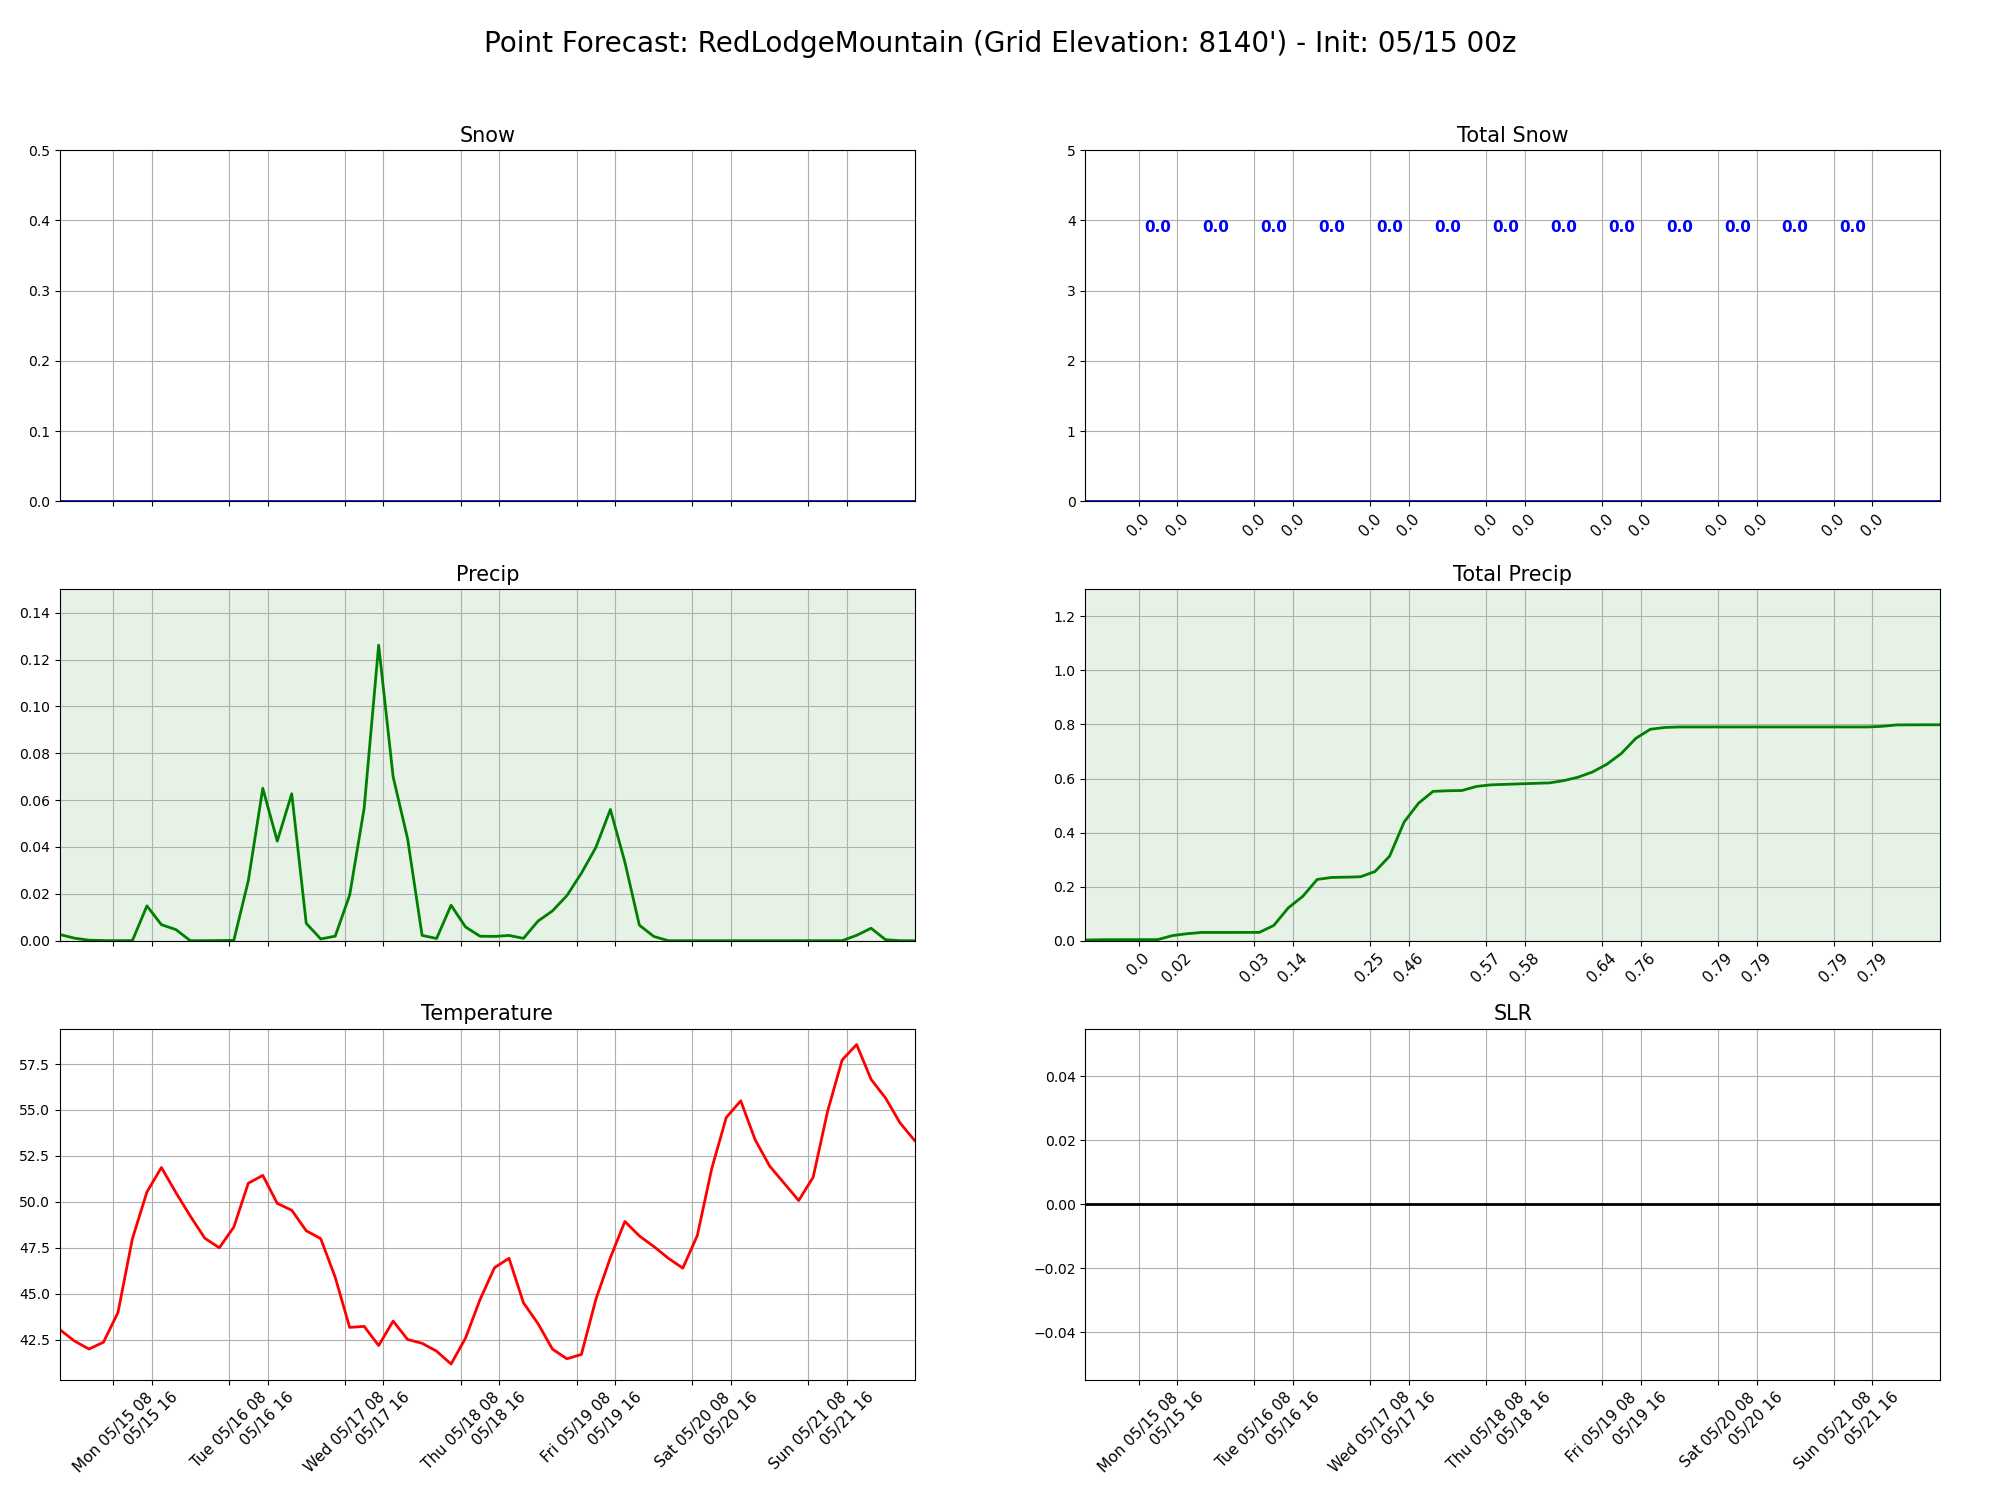 Point Forecast: RedLodgeMountain (Grid Elevation: 8140') - Init: 05/15 00z
Snow
0.5
0.4
0.3
0.2
0.1
0.0
Total Snow
5
4
3
2
1
0
0.0 0.0 0.0 0.0 0.0 0.0 0.0 0.0 0.0 0.0 0.0 0.0 0.0
0.0 0.0 0.0 0.0 0.0 0.0 0.0 0.0 0.0 0.0 0.0 0.0 0.0 0.0
Precip
0.14
0.12
0.10
0.08
0.06
0.04
0.02
0.00
Total Precip
1.2
1.0
0.8
0.6
0.4
0.2
0.0
0.0 0.02 0.03 0.14 0.25 0.46 0.57 0.58 0.64 0.76 0.79 0.79 0.79 0.79
Temperature
57.5
55.0
52.5
50.0
47.5
45.0
42.5
Mon 05/15 08
05/15 16
Tue 05/16 08
05/16 16
Wed 05/17 08
05/17 16
Thu 05/18 08
05/18 16
Fri 05/19 08
05/19 16
Sat 05/20 08
05/20 16
Sun 05/21 08
05/21 16
SLR
0.04
0.02
0.00
−0.02
−0.04
Mon 05/15 08
05/15 16
Tue 05/16 08
05/16 16
Wed 05/17 08
05/17 16
Thu 05/18 08
05/18 16
Fri 05/19 08
05/19 16
Sat 05/20 08
05/20 16
Sun 05/21 08
05/21 16